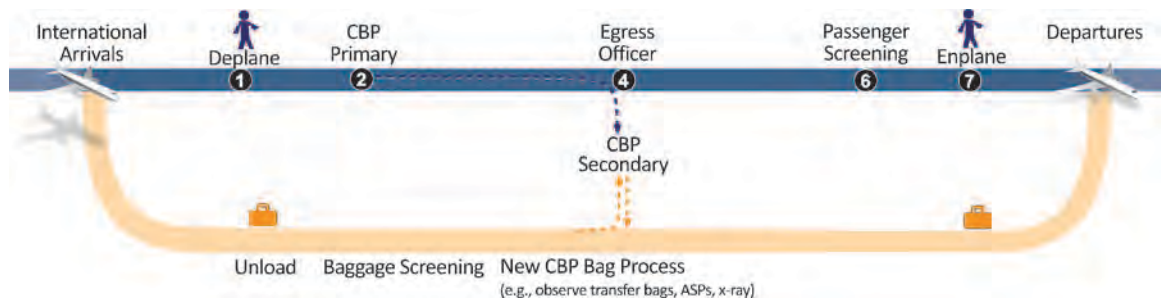 International
Arrivals
Deplane
1
CBP
Primary
2
Egress
Officer
4
Passenger
Screening
6
Enplane
7
Departures
CBP
Secondary
Unload
Baggage Screening
New CBP Bag Process
(e.g., observe transfer bags, ASPs, x-ray)